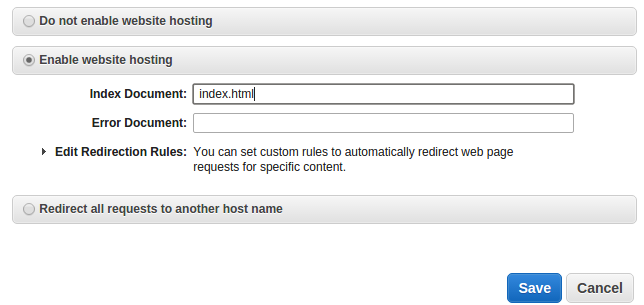 Do not enable website hosting
Enable website hosting
Index Document: index.html
Error Document:
Edit Redirection Rules: You can set custom rules to automatically redirect web page
requests for specific content.
Redirect all requests to another host name
Save Cancel